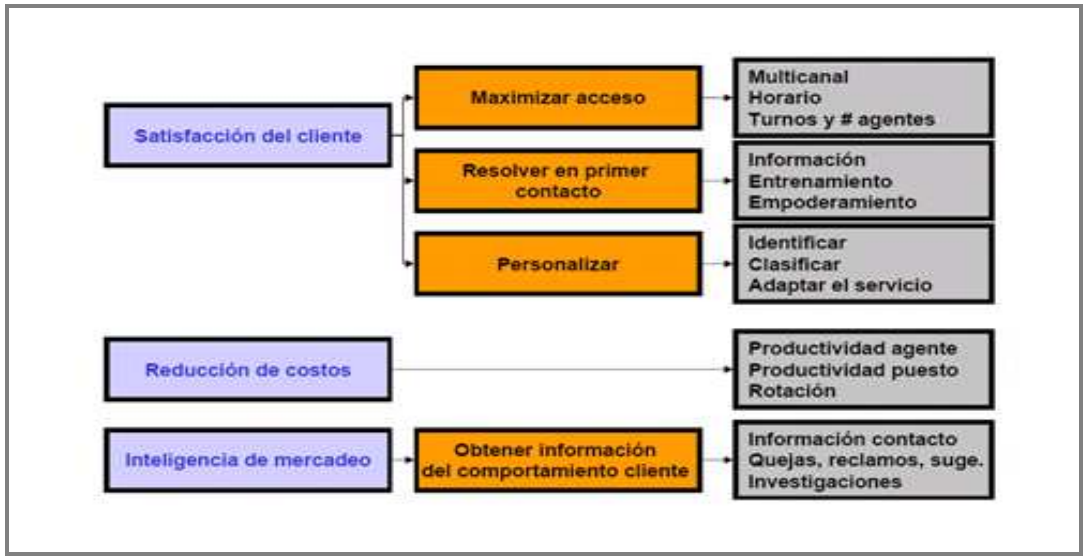 Satisfacción del cliente
Maximizar acceso
Multicanal
Horario
Turnos y # agentes
Resolver en primer
contacto
Información
Entrenamiento
Empoderamiento
Personalizar
Identificar
Clasificar
Adaptar el servicio
Reducción de costos
Productividad agente
Productividad puesto
Rotación
Inteligencia de mercadeo
Obtener información
del comportamiento cliente
Información contacto
Quejas, reclamos, suge.
Investigaciones